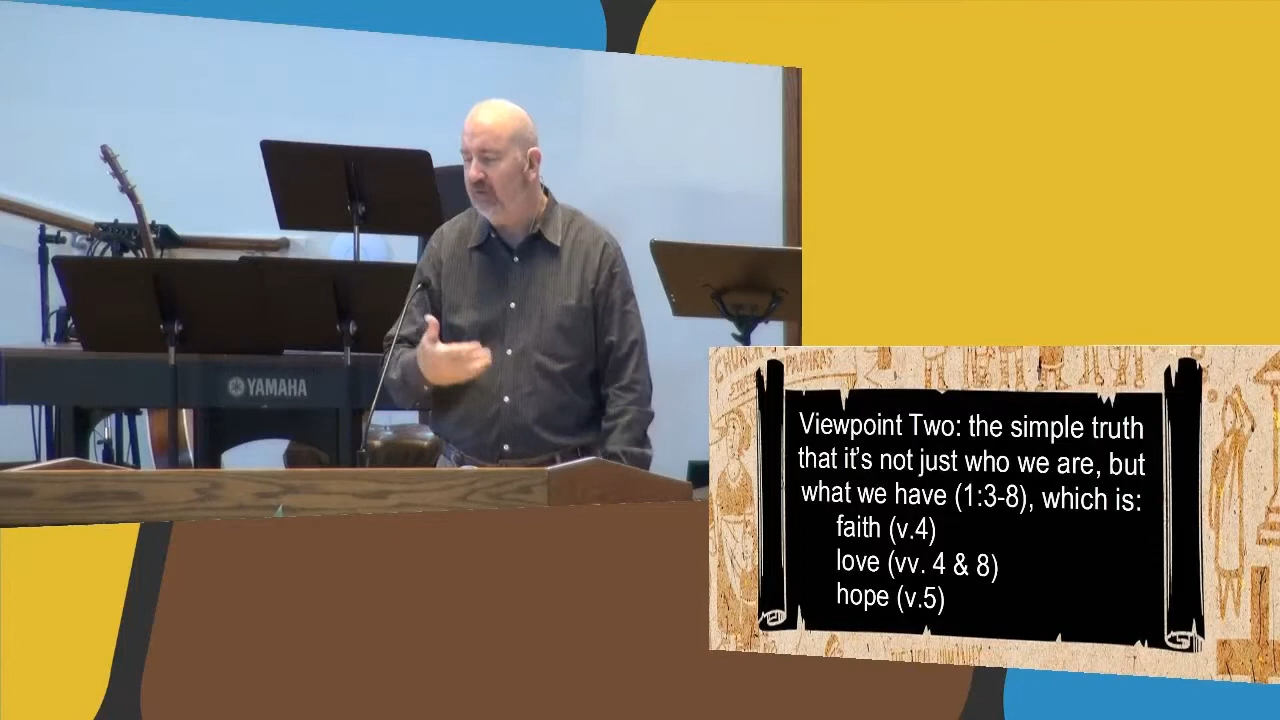 YAMAHA
Viewpoint Two: the simple truth
that it's not just who we are, but
what we have (1:3-8), which is:
faith (v.4)
love (vv. 4 & 8)
hope (v.5)